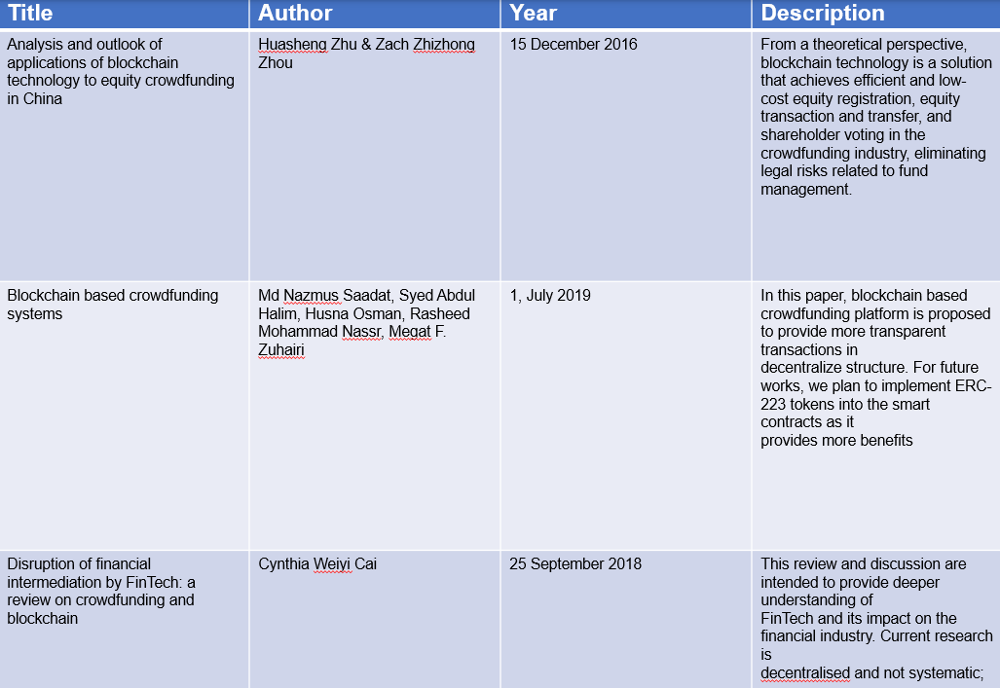 Title
Author
Year
Description
Analysis and outlook of
applications of blockchain
technology to equity crowdfunding
in China
Huasheng Zhu & Zach Zhizhong
Zhou
15 December 2016
From a theoretical perspective,
blockchain technology is a solution
that achieves efficient and low-
cost equity registration, equity
transaction and transfer, and
shareholder voting in the
crowdfunding industry, eliminating
legal risks related to fund
management.
Blockchain based crowdfunding
systems
Md Nazmus Saadat, Syed Abdul
Halim, Husna Osman, Rasheed
Mohammad Nassr, Megat F.
Zuhairi
1, July 2019
In this paper, blockchain based
crowdfunding platform is proposed
to provide more transparent
transactions in
decentralize structure. For future
works, we plan to implement ERC-
223 tokens into the smart
contracts as it
provides more benefits
Disruption of financial
intermediation by FinTech: a
review on crowdfunding and
blockchain
Cynthia Weiyi Cai
25 September 2018
This review and discussion are
intended to provide deeper
understanding of
FinTech and its impact on the
financial industry. Current research
is
decentralised and not systematic;